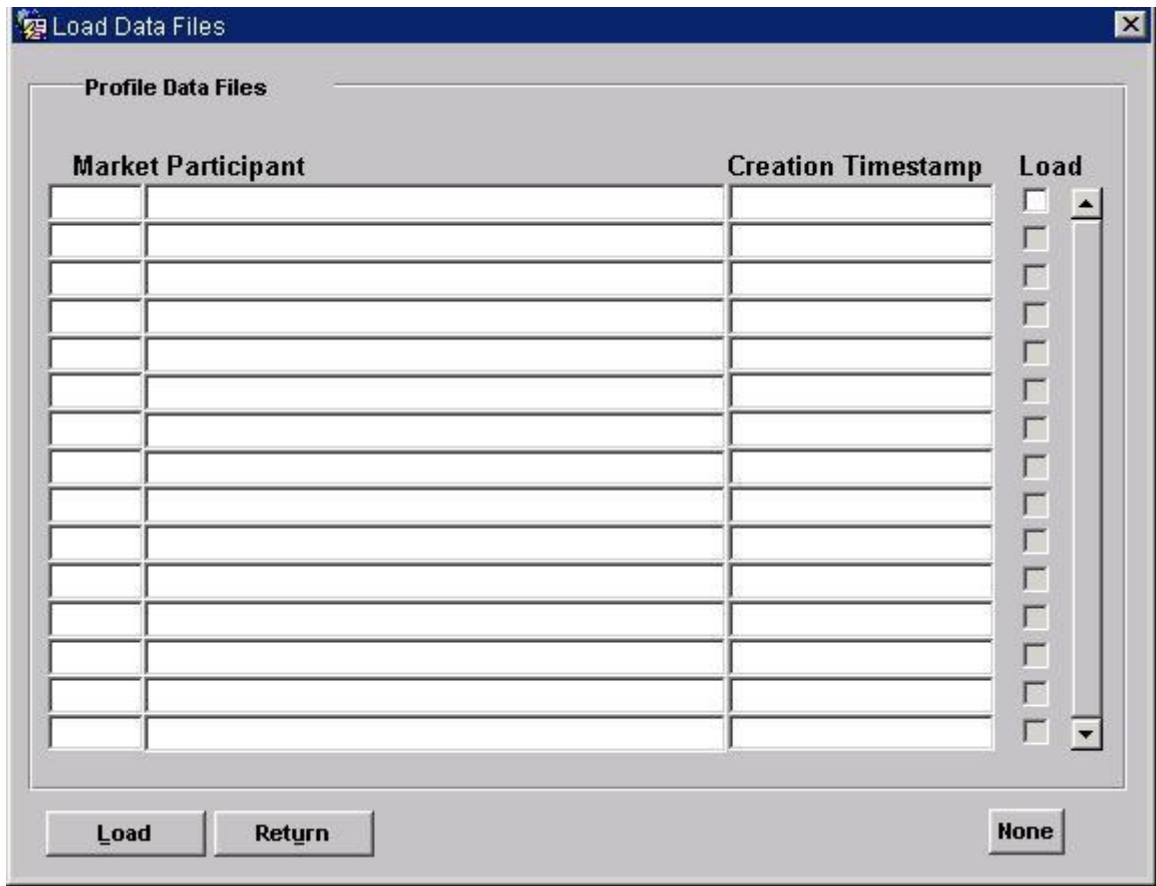 Load Data Files
Profile Data Files
Market Participant Creation Timestamp Load
Load Return None